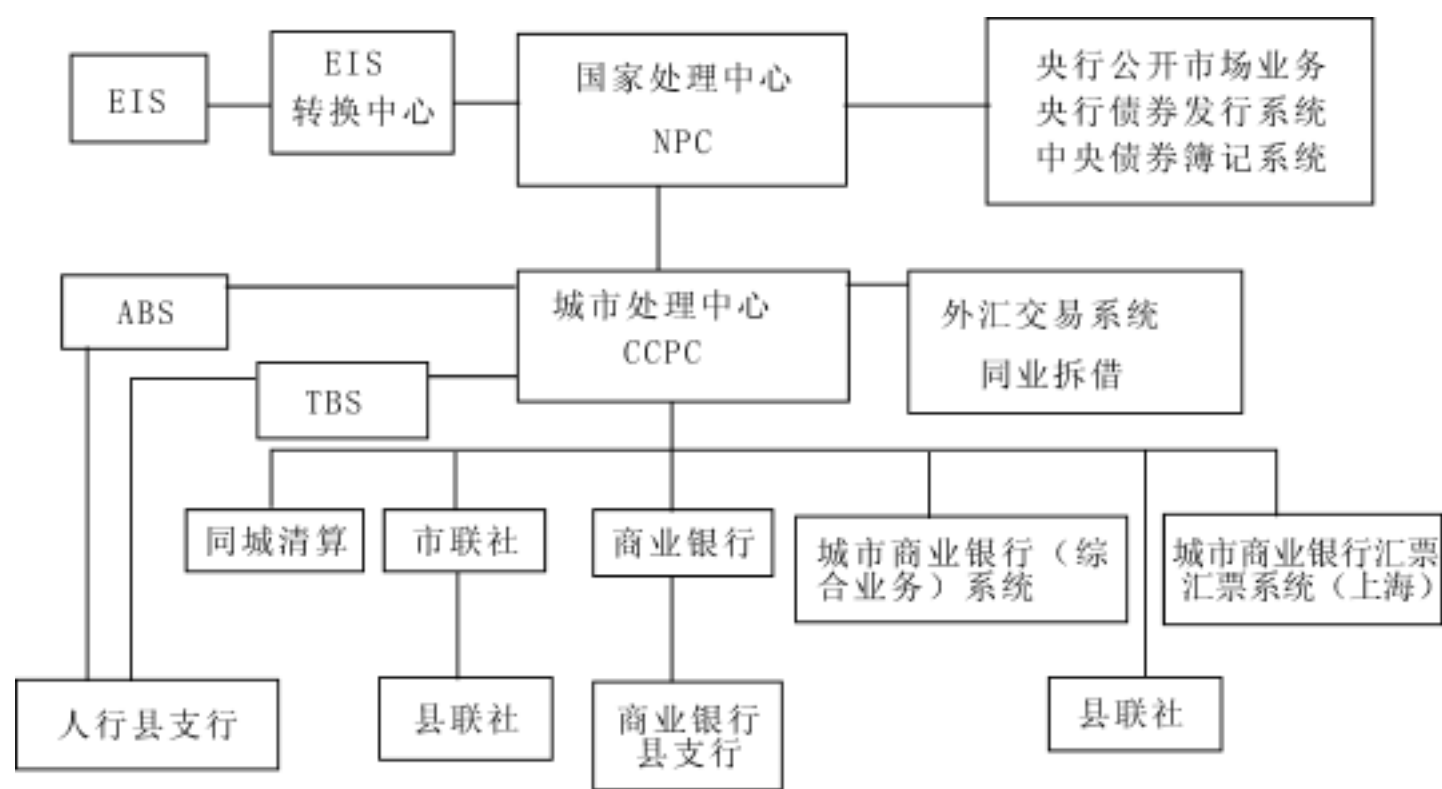 EIS
EIS
转换中心
国家处理中心
NPC
央行公开市场业务
央行债券发行系统
中央债券簿记系统
ABS
TBS
城市处理中心
CCPC
外汇交易系统
同业拆借
同城清算
市联社
商业银行
城市商业银行（综
合业务）系统
城市商业银行汇票
汇票系统（上海）
人行县支行
县联社
商业银行
县支行
县联社